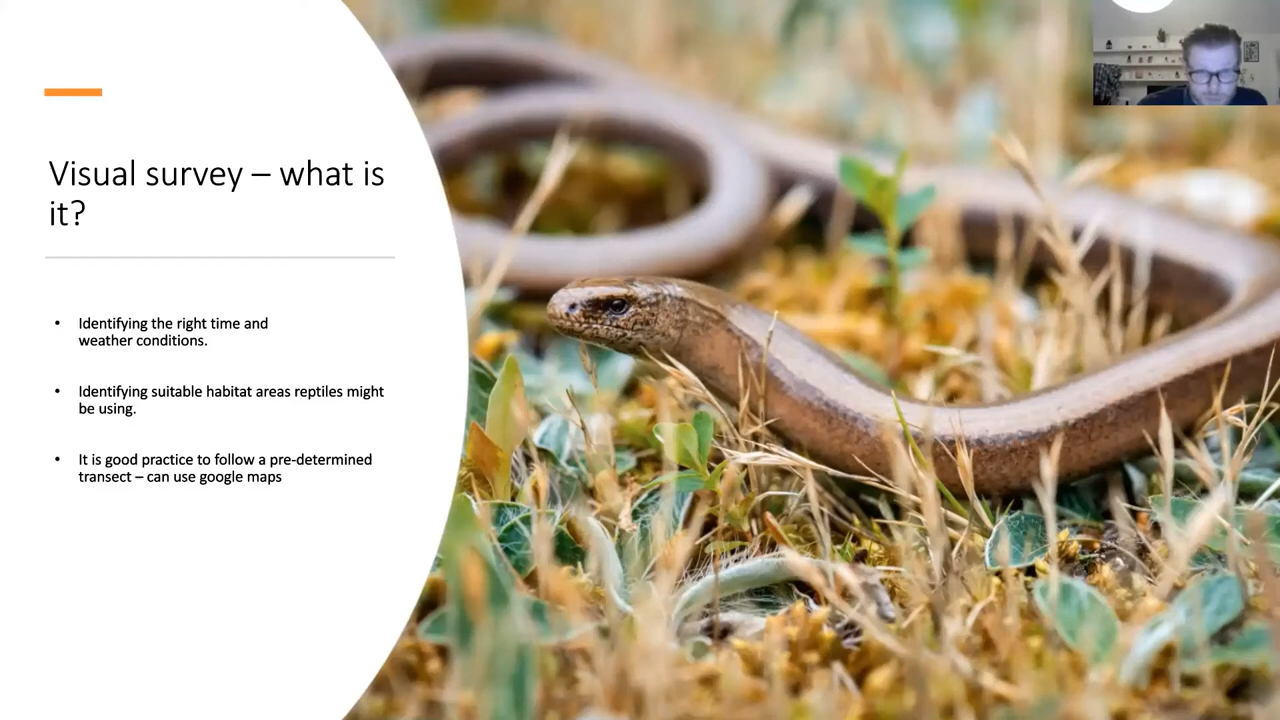 Visual survey – what is
it?
• Identifying the right time and
weather conditions.
• Identifying suitable habitat areas reptiles might
be using.
• It is good practice to follow a pre-determined
transect – can use google maps